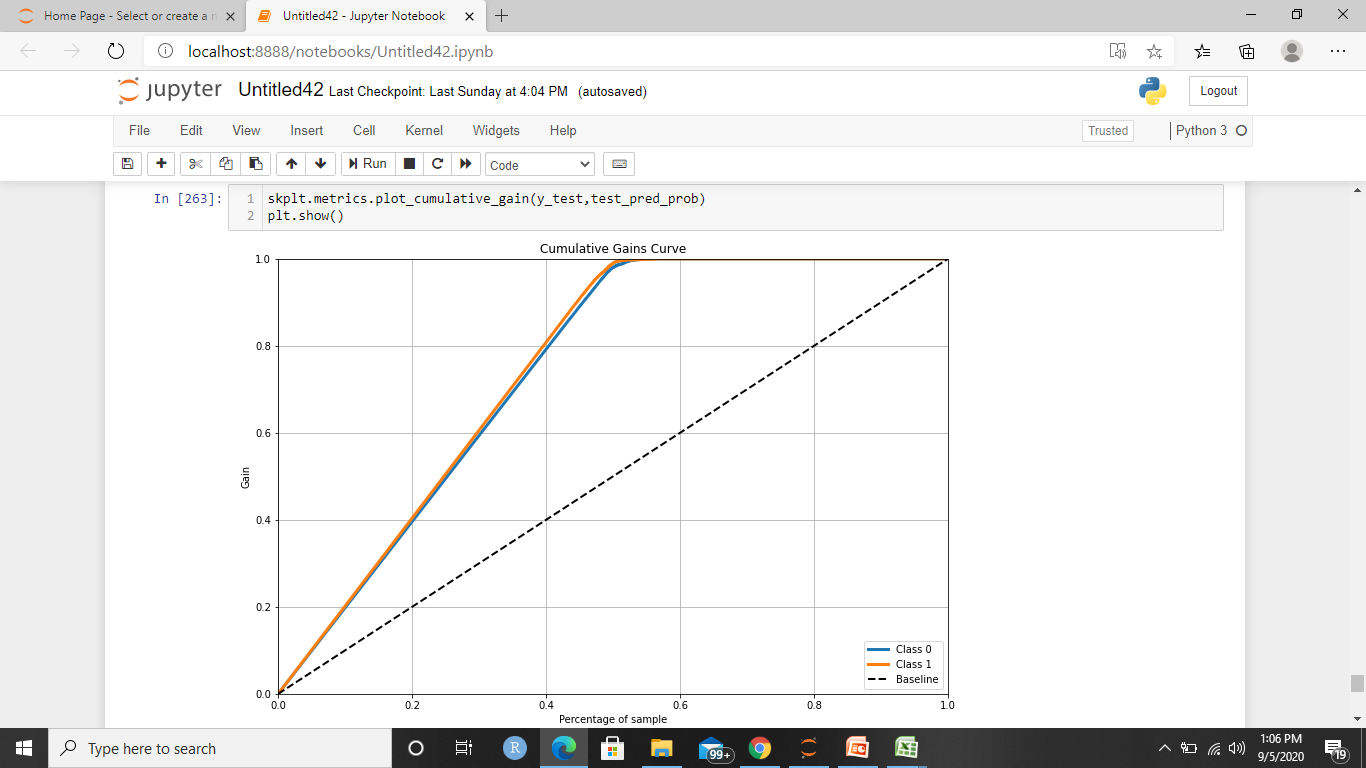 Home Page - Select or create a n
Untitled42 - Jupyter Notebook
localhost:8888/notebooks/Untitled42.ipynb
jupyter Untitled42 Last Checkpoint: Last Sunday at 4:04 PM (autosaved)
Logout
File Edit View Insert Cell Kernel Widgets Help
Trusted
Python 3
Run
Code
In [263]:
1 skplt.metrics.plot_cumulative_gain(y_test,test_pred_prob)
2 plt.show()
Cumulative Gains Curve
1.0
0.8
0.6
0.4
0.2
0.0
Gain
Class 0
Class 1
Baseline
0.0 0.2 0.4 0.6 0.8 1.0
Percentage of sample
Type here to search
R
99+
1:06 PM
9/5/2020
19